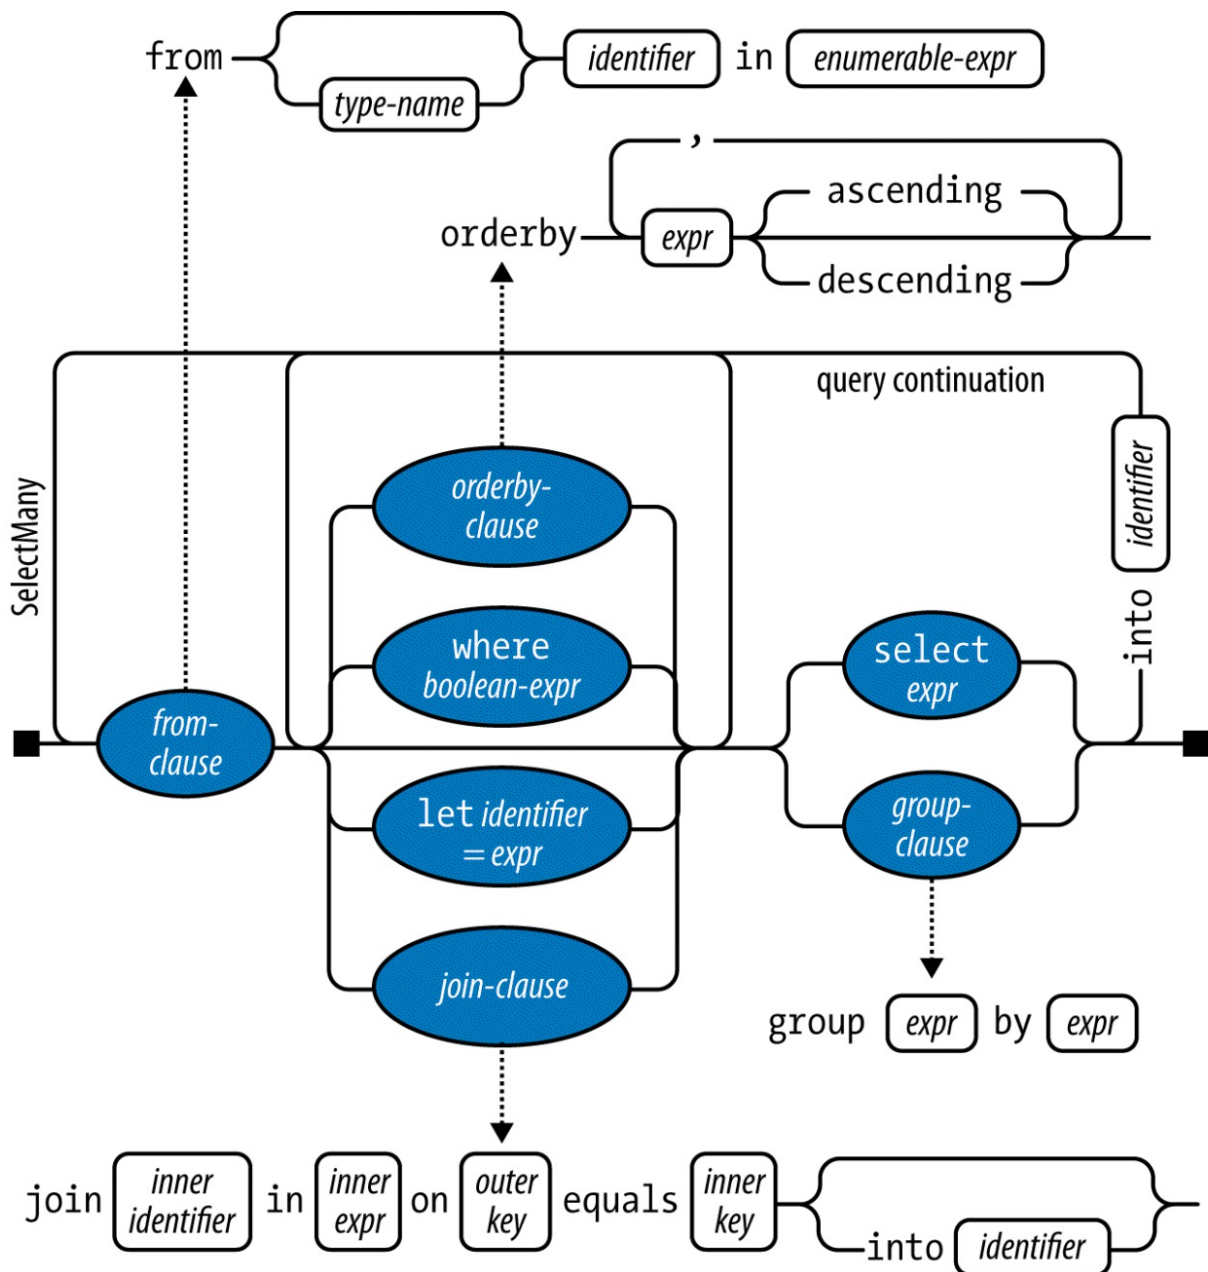 from type-name identifier in enumerable-expr
,
orderby expr ascending
descending
query continuation
SelectMany
identifier
into
orderby-
clause
where
boolean-expr
select
expr
from-
clause
let identifier
= expr
group-
clause
join-clause
group expr by expr
join inner
identifier in inner
expr on outer
key equals inner
key
into identifier